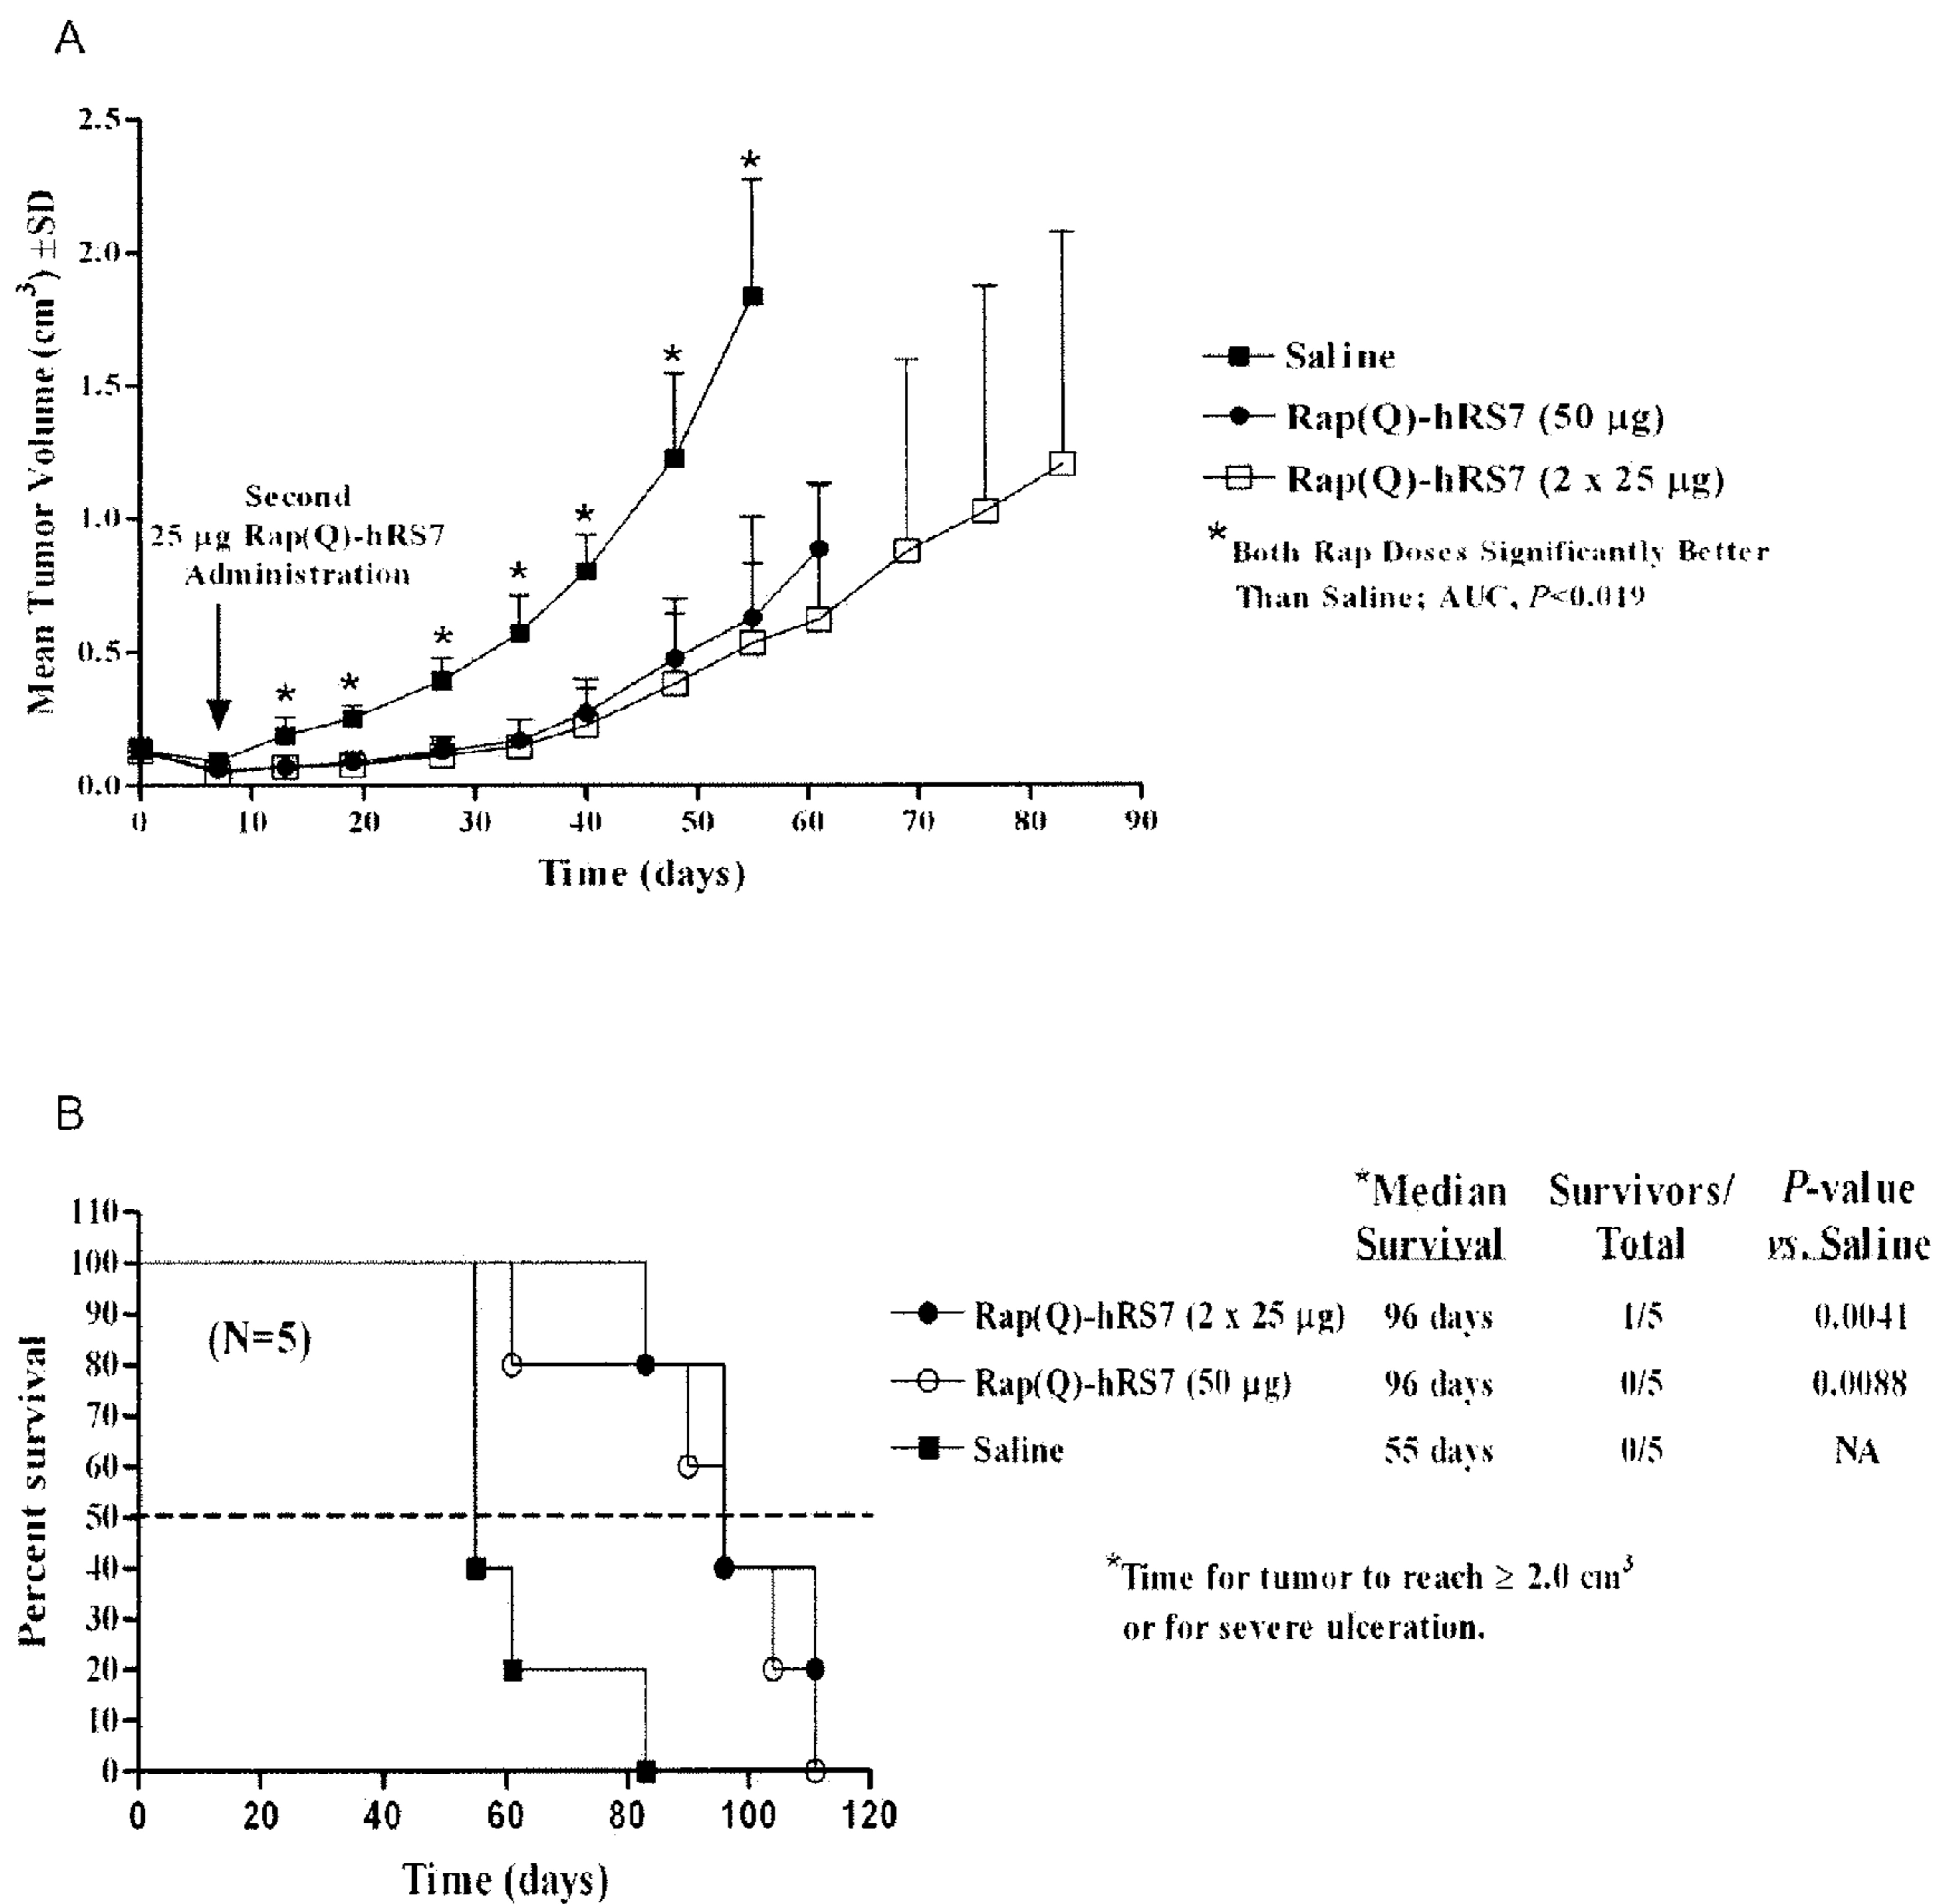 A
2.5
2.0
1.5
1.0
0.5
0.0
Mean Tumor Volume (cm³) ±SD
Second
25 µg Rap(Q)-hRS7
Administration
* * * * * * * *
0 10 20 30 40 50 60 70 80 90
Time (days)
Saline
Rap(Q)-hRS7 (50 µg)
Rap(Q)-hRS7 (2 x 25 µg)
*Both Rap Doses Significantly Better
Than Saline; AUC, P<0.019
B
110
100
90
80
70
60
50
40
30
20
10
0
Percent survival
(N=5)
0 20 40 60 80 100 120
Time (days)
*Median Survivors/ P-value
Survival Total vs. Saline
Rap(Q)-hRS7 (2 x 25 µg) 96 days 1/5 0.0041
Rap(Q)-hRS7 (50 µg) 96 days 0/5 0.0088
Saline 55 days 0/5 NA
*Time for tumor to reach ≥ 2.0 cm³
or for severe ulceration.